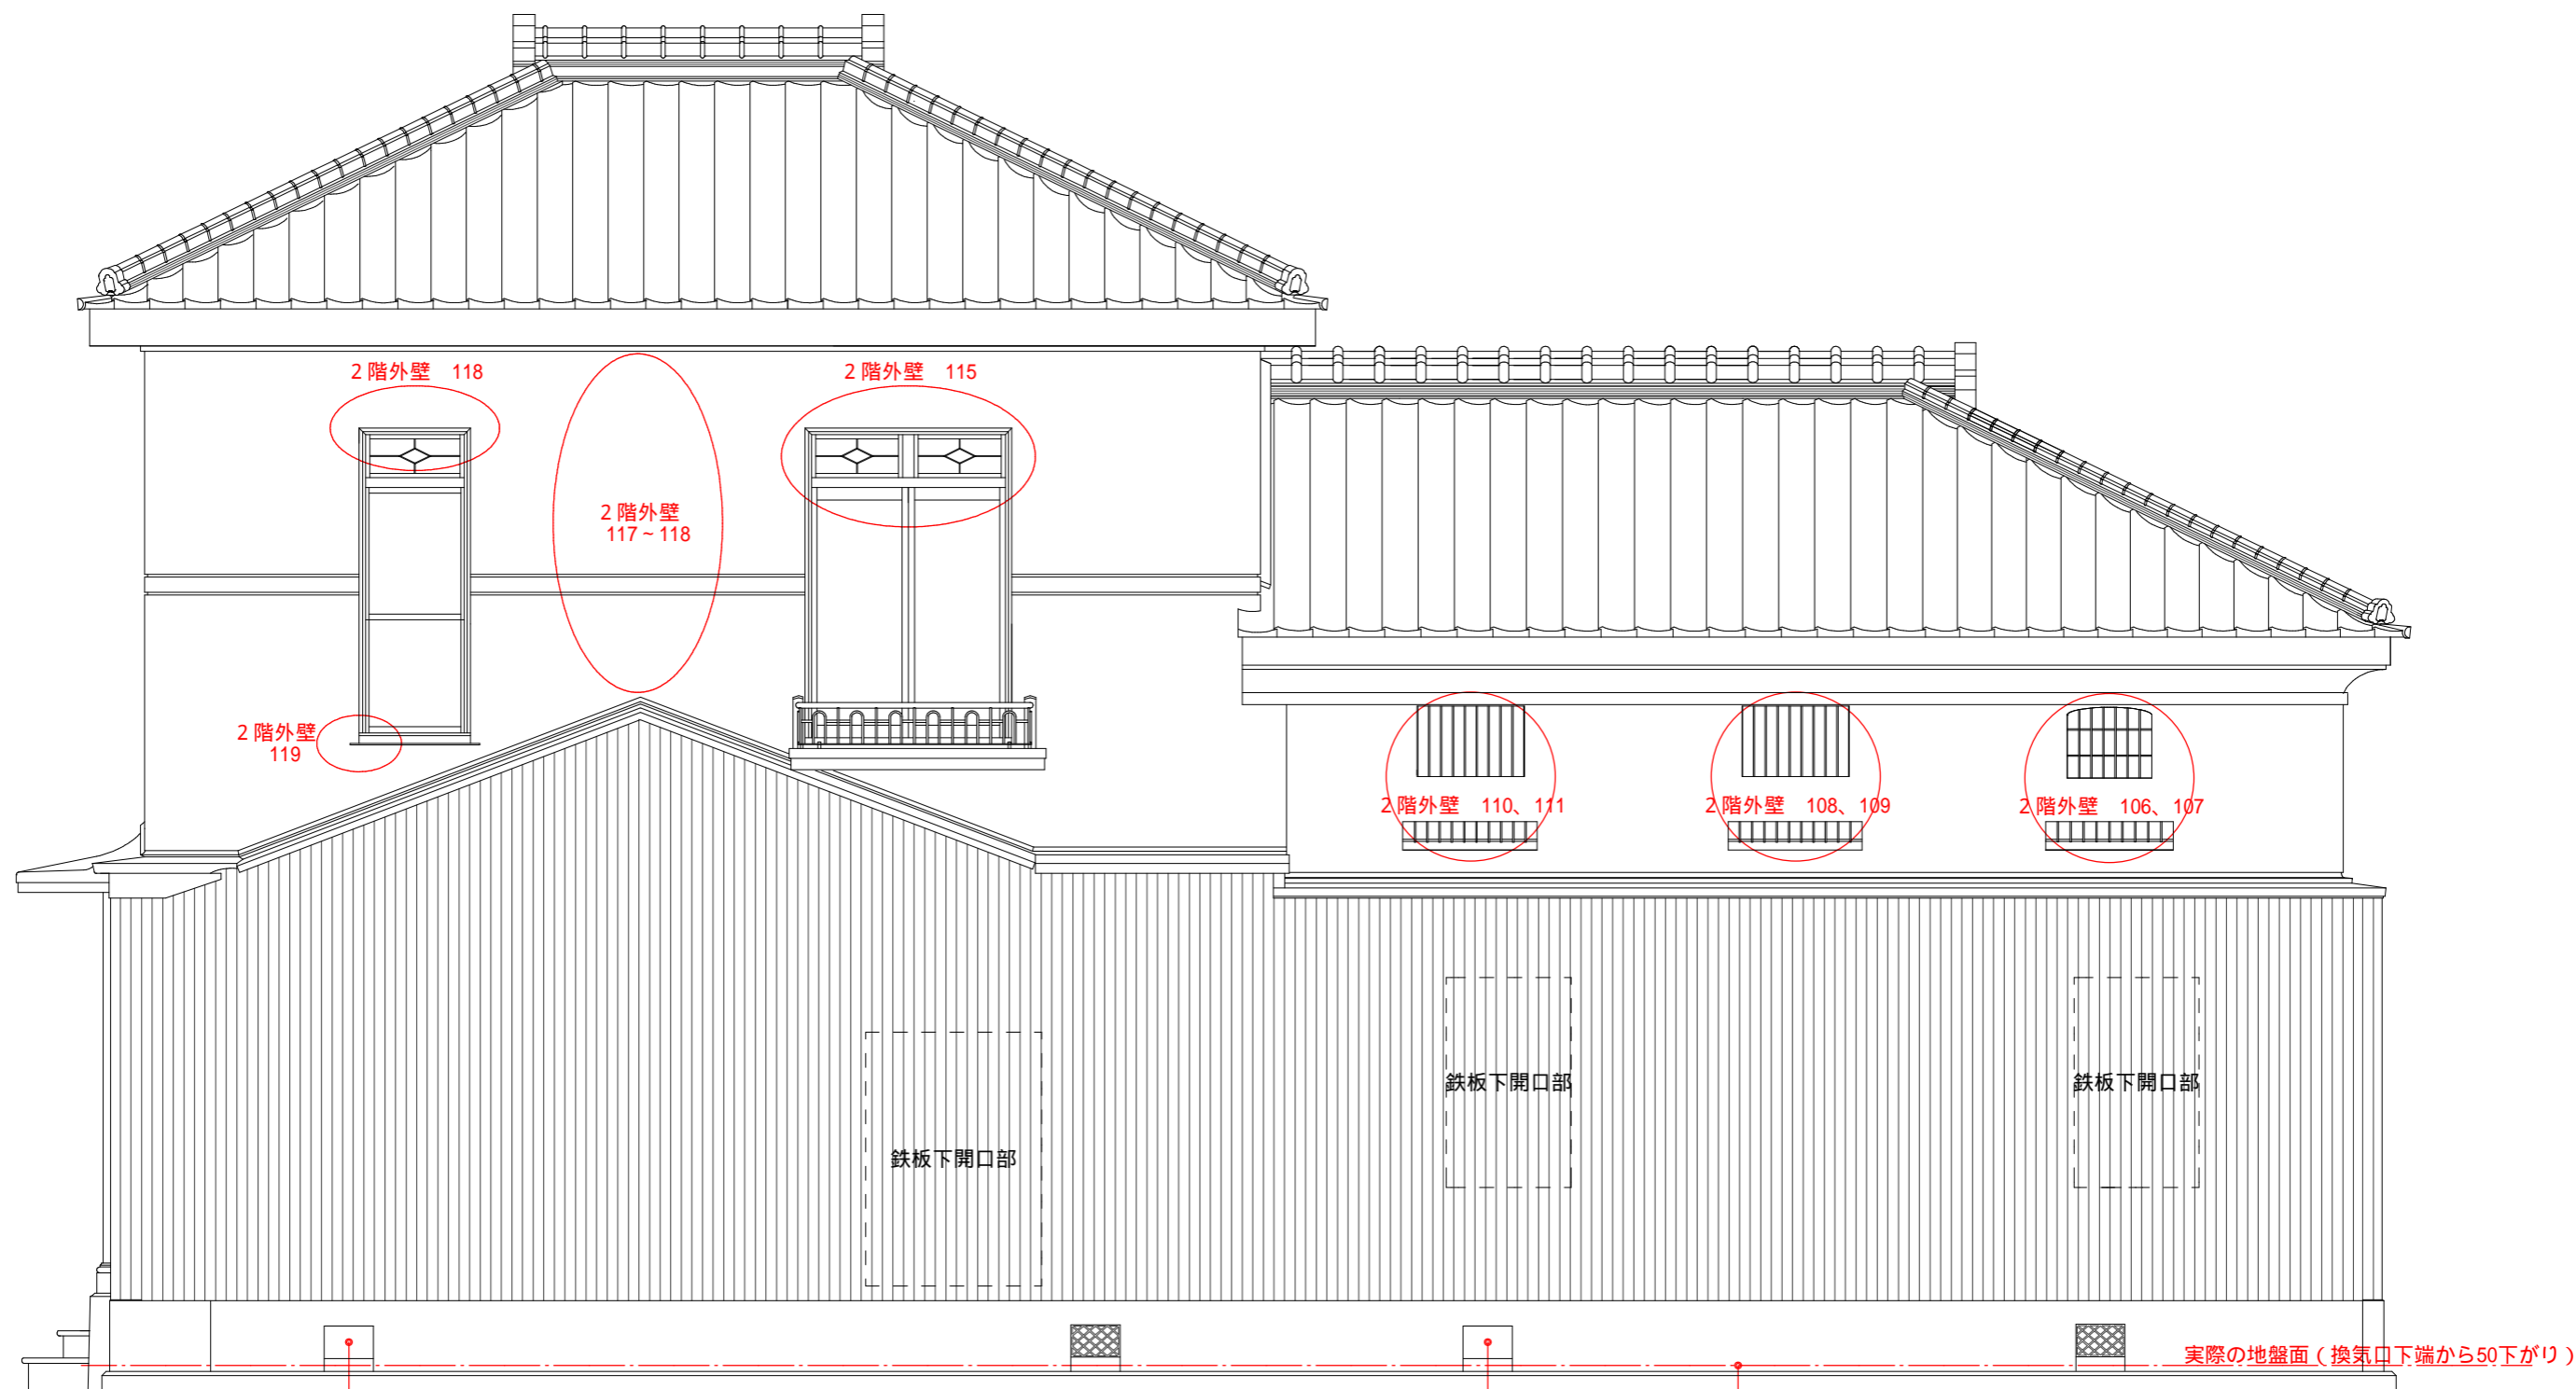 2階外壁　118
2階外壁　115
2階外壁
117~118
2階外壁
119
2階外壁　110、111
2階外壁　108、109
2階外壁　106、107
鉄板下開口部
鉄板下開口部
鉄板下開口部
実際の地盤面(換気口下端から50下がり)